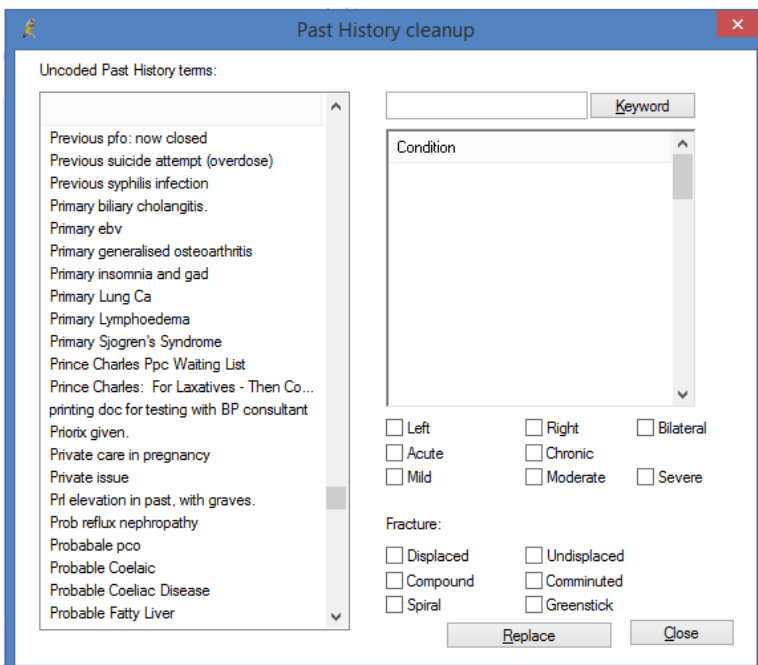 Past History cleanup
Uncoded Past History terms:
Previous pfo: now closed
Previous suicide attempt (overdose)
Previous syphilis infection
Primary biliary cholangitis.
Primary ebv
Primary generalised osteoarthritis
Primary insomnia and gad
Primary Lung Ca
Primary Lymphoedema
Primary Sjogren's Syndrome
Prince Charles Ppc Waiting List
Prince Charles:  For Laxatives - Then Co...
printing doc for testing with BP consultant
Priorix given.
Private care in pregnancy
Private issue
Prl elevation in past, with graves.
Prob reflux nephropathy
Probabale pco
Probable Coelaic
Probable Coeliac Disease
Probable Fatty Liver
Keyword
Condition
Left Right Bilateral
Acute Chronic
Mild Moderate Severe
Fracture:
Displaced Undisplaced
Compound Comminuted
Spiral Greenstick
Replace Close